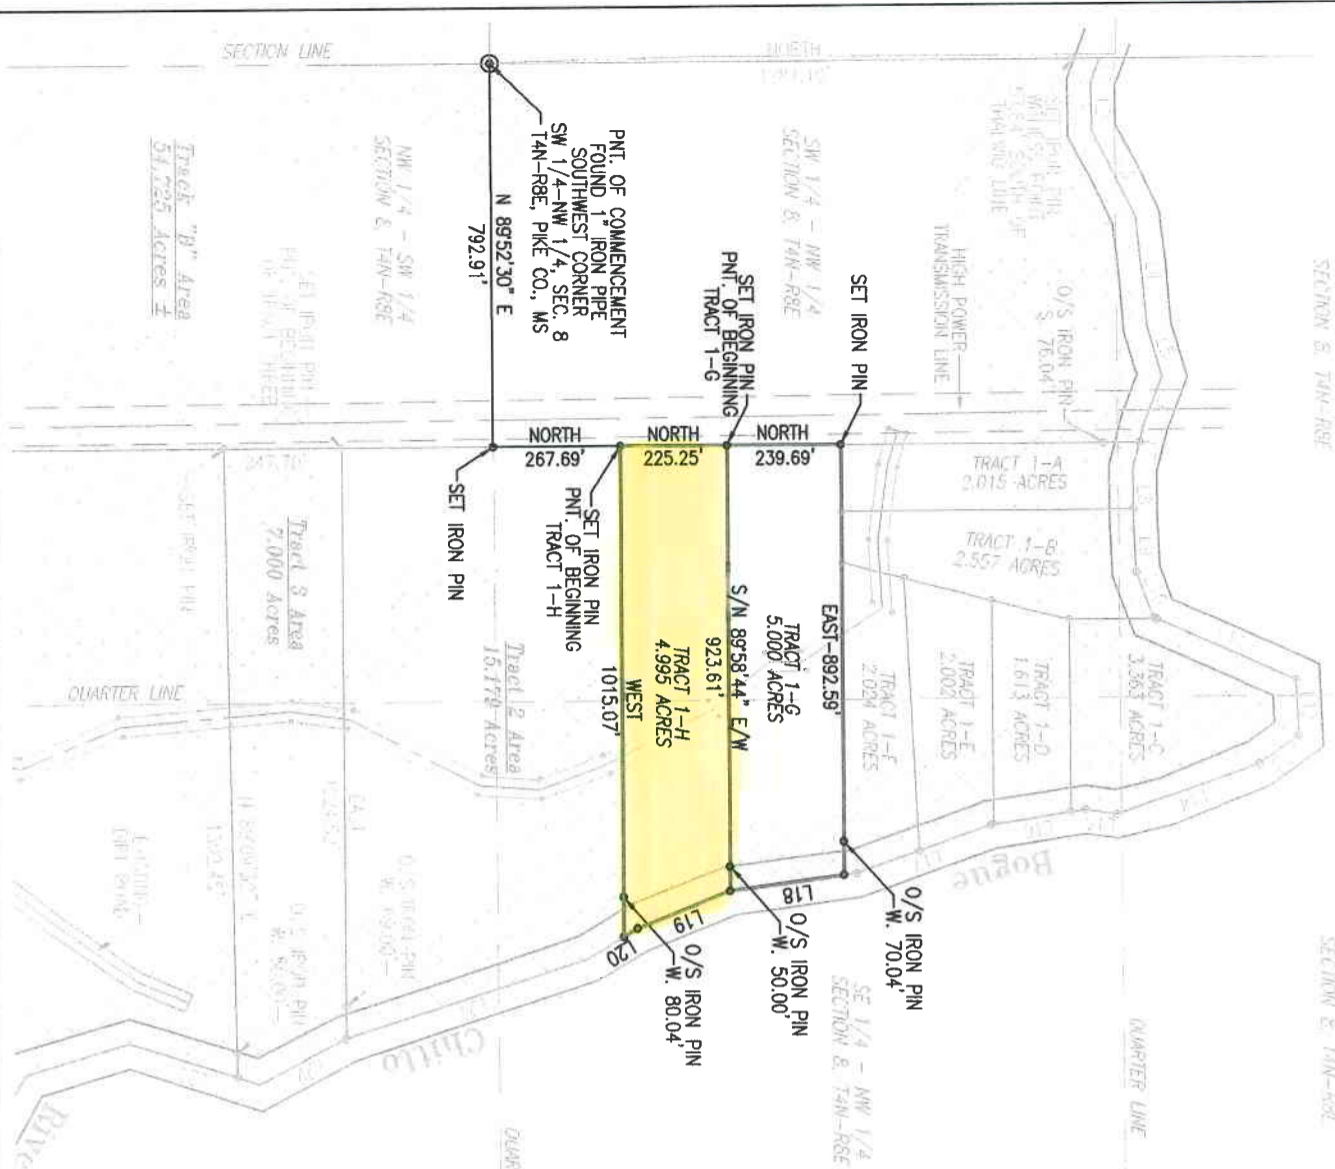 SECTION LINE
NORTH
SECTION 8, T4N-R8E
SW 1/4 - NW 1/4
SECTION 8, T4N-R8E
NW 1/4 - SW 1/4
SECTION 8, T4N-R8E
Track "B" Area
54.725 Acres ±
HIGH POWER
TRANSMISSION LINE
O/S IRON PIN
S. 76.04'
PNT. OF COMMENCEMENT
FOUND 1" IRON PIPE
SOUTHWEST CORNER
SW 1/4-NW 1/4, SEC. 8
T4N-R8E, PIKE CO., MS
N 89°52'30" E
792.91'
SET IRON PIN
SET IRON PIN
PNT. OF BEGINNING
TRACT 1-G
SET IRON PIN
PNT. OF BEGINNING
TRACT 1-H
SET IRON PIN
NORTH
267.69'
NORTH
225.25'
NORTH
239.69'
TRACT 1-A
2.015 ACRES
TRACT 1-B
2.557 ACRES
TRACT 1-C
3.363 ACRES
TRACT 1-D
1.613 ACRES
TRACT 1-E
2.002 ACRES
TRACT 1-E
2.024 ACRES
EAST-892.59'
TRACT 1-G
5.000 ACRES
S/N 89°58'44" E/W
923.61'
TRACT 1-H
4.995 ACRES
WEST
1015.07'
Tract 2 Area
15.172 Acres
Tract 3 Area
7.000 Acres
QUARTER LINE
L18
L19
L20
O/S IRON PIN
W. 70.04'
O/S IRON PIN
W. 50.00'
O/S IRON PIN
W. 80.04'
O/S IRON PIN
Bogue
Chitto
SE 1/4 - NW 1/4
SECTION 8, T4N-R8E
QUARTER LINE